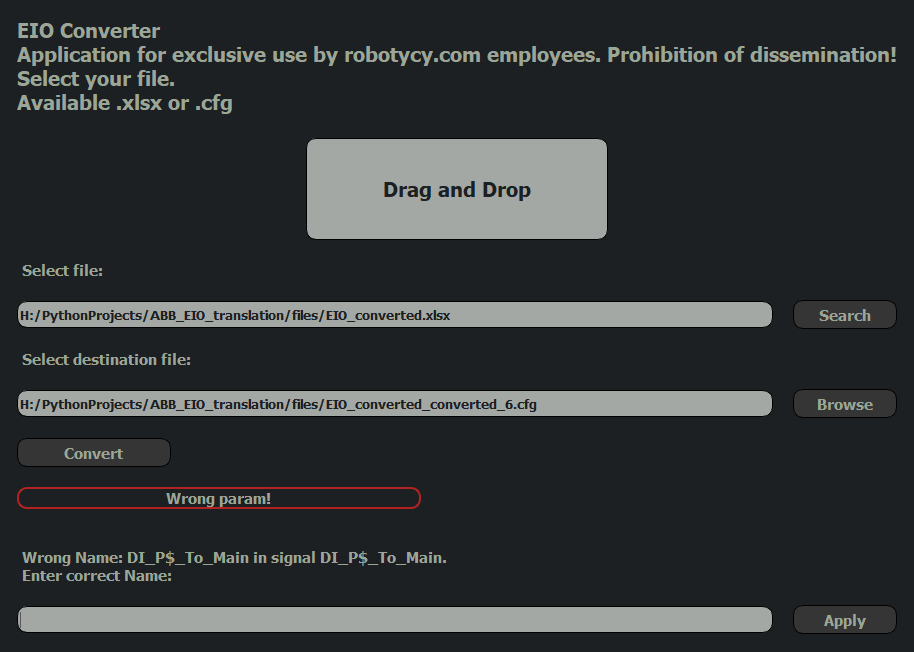 EIO Converter
Application for exclusive use by robotycy.com employees. Prohibition of dissemination!
Select your file.
Available .xlsx or .cfg
Drag and Drop
Select file:
H:/PythonProjects/ABB_EIO_translation/files/EIO_converted.xlsx
Search
Select destination file:
H:/PythonProjects/ABB_EIO_translation/files/EIO_converted_converted_6.cfg
Browse
Convert
Wrong param!
Wrong Name: DI_P$_To_Main in signal DI_P$_To_Main.
Enter correct Name:
Apply